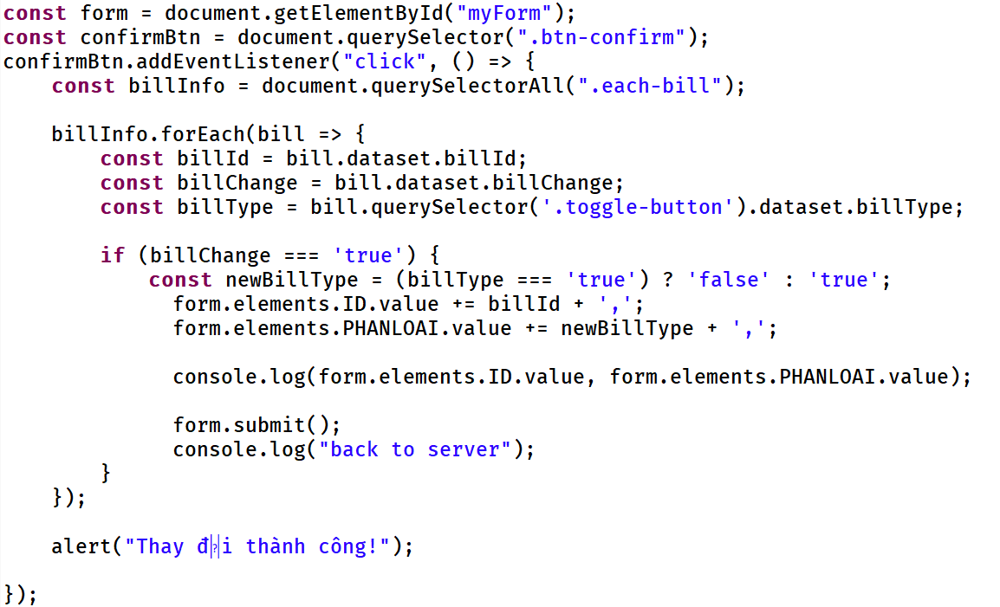 const form = document.getElementById("myForm");
const confirmBtn = document.querySelector(".btn-confirm");
confirmBtn.addEventListener("click", () => {
    const billInfo = document.querySelectorAll(".each-bill");
    billInfo.forEach(bill => {
        const billId = bill.dataset.billId;
        const billChange = bill.dataset.billChange;
        const billType = bill.querySelector('.toggle-button').dataset.billType;
        if (billChange === 'true') {
            const newBillType = (billType === 'true') ? 'false' : 'true';
              form.elements.ID.value += billId + ',';
              form.elements.PHANLOAI.value += newBillType + ',';
              console.log(form.elements.ID.value, form.elements.PHANLOAI.value);
              form.submit();
              console.log("back to server");
        }
    });
    alert("Thay đ�i thành công!");
});